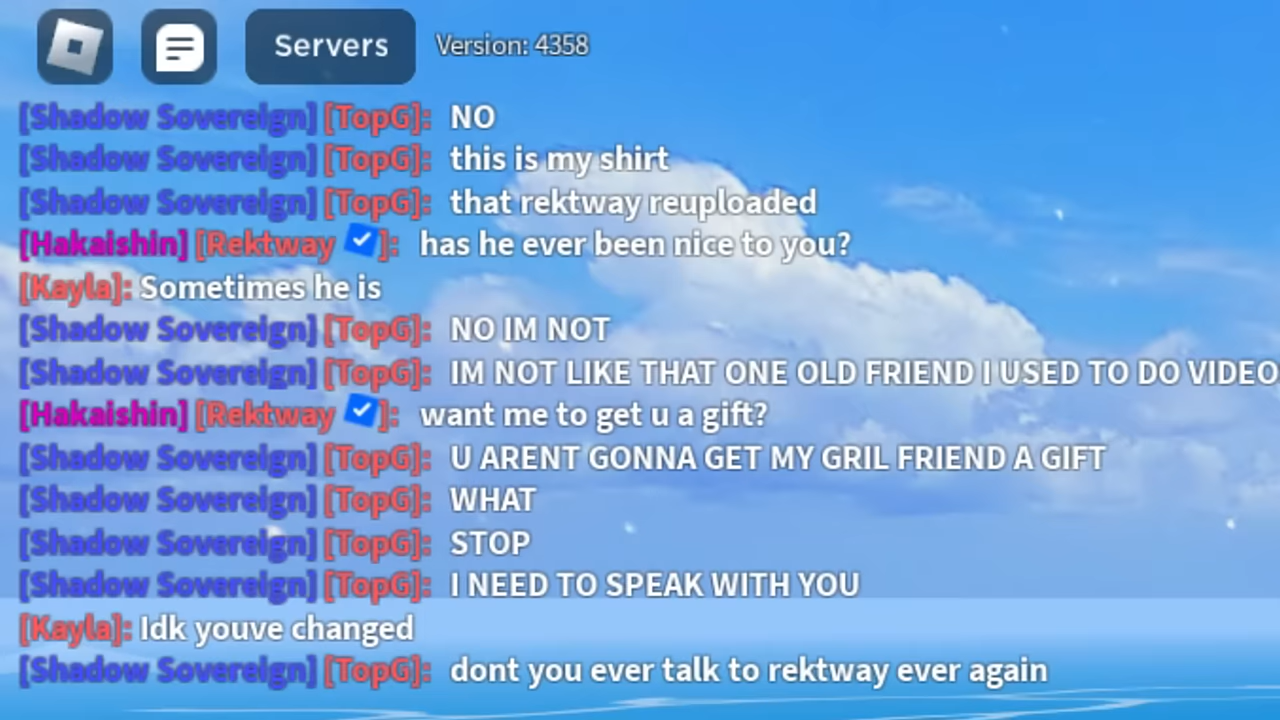 Servers Version: 4358
[Shadow Sovereign] [TopG]: NO
[Shadow Sovereign] [TopG]: this is my shirt
[Shadow Sovereign] [TopG]: that rektway reuploaded
[Hakaishin] [Rektway ]: has he ever been nice to you?
[Kayla]: Sometimes he is
[Shadow Sovereign] [TopG]: NO IM NOT
[Shadow Sovereign] [TopG]: IM NOT LIKE THAT ONE OLD FRIEND I USED TO DO VIDEO
[Hakaishin] [Rektway ]: want me to get u a gift?
[Shadow Sovereign] [TopG]: U ARENT GONNA GET MY GRIL FRIEND A GIFT
[Shadow Sovereign] [TopG]: WHAT
[Shadow Sovereign] [TopG]: STOP
[Shadow Sovereign] [TopG]: I NEED TO SPEAK WITH YOU
[Kayla]: Idk youve changed
[Shadow Sovereign] [TopG]: dont you ever talk to rektway ever again